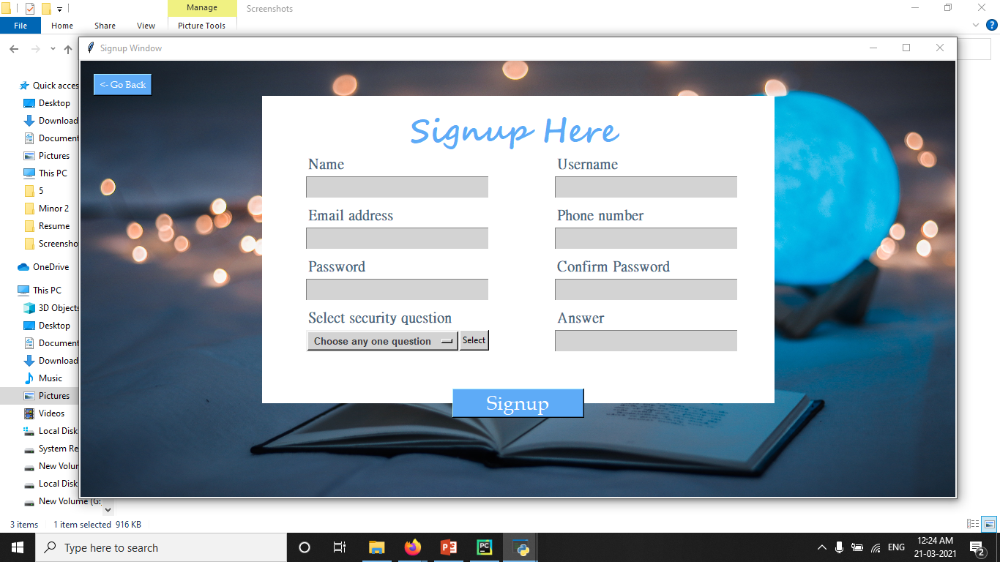 Manage
Screenshots
File
Home
Share
View
Picture Tools
Signup Window
<- Go Back
Signup Here
Name
Username
Email address
Phone number
Password
Confirm Password
Select security question
Answer
Choose any one question
Select
Signup
Quick acces
Desktop
Download
Document
Pictures
This PC
5
Minor 2
Resume
Screensho
OneDrive
This PC
3D Objects
Desktop
Document
Download
Music
Pictures
Videos
Local Disk
System Re
New Volum
Local Disk
New Volume (G:
3 items
1 item selected 916 KB
Type here to search
ENG
12:24 AM
21-03-2021
2